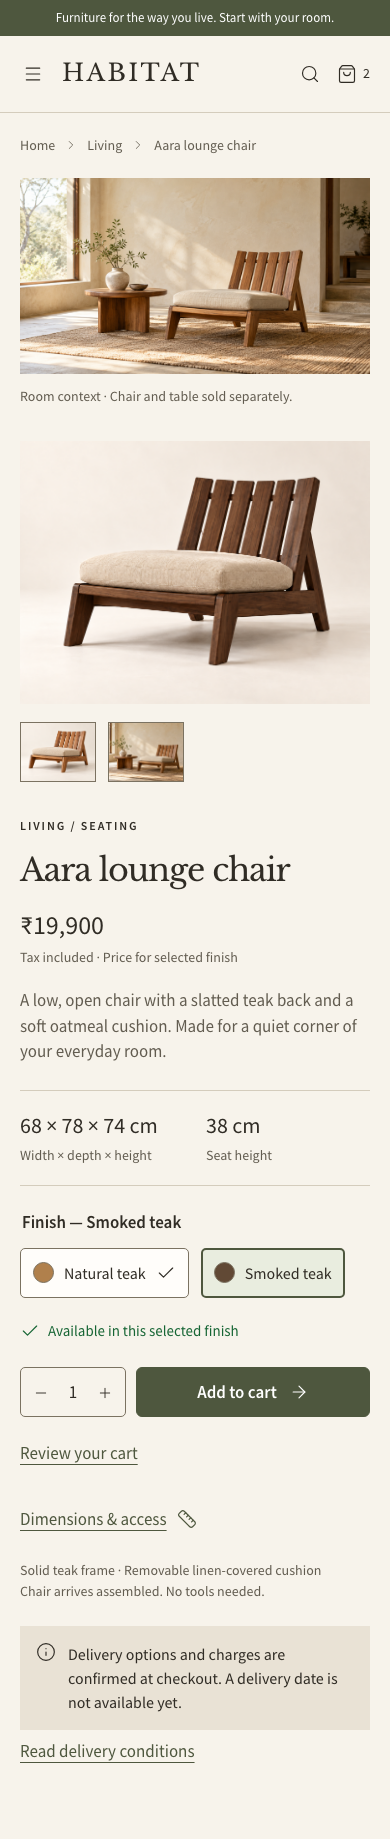 Furniture for the way you live. Start with your room.
HABITAT
2
Home > Living > Aara lounge chair
Room context · Chair and table sold separately.
LIVING / SEATING
Aara lounge chair
₹19,900
Tax included · Price for selected finish
A low, open chair with a slatted teak back and a
soft oatmeal cushion. Made for a quiet corner of
your everyday room.
68 × 78 × 74 cm
Width × depth × height
38 cm
Seat height
Finish — Smoked teak
Natural teak
Smoked teak
Available in this selected finish
− 1 +
Add to cart →
Review your cart
Dimensions & access
Solid teak frame · Removable linen-covered cushion
Chair arrives assembled. No tools needed.
Delivery options and charges are
confirmed at checkout. A delivery date is
not available yet.
Read delivery conditions